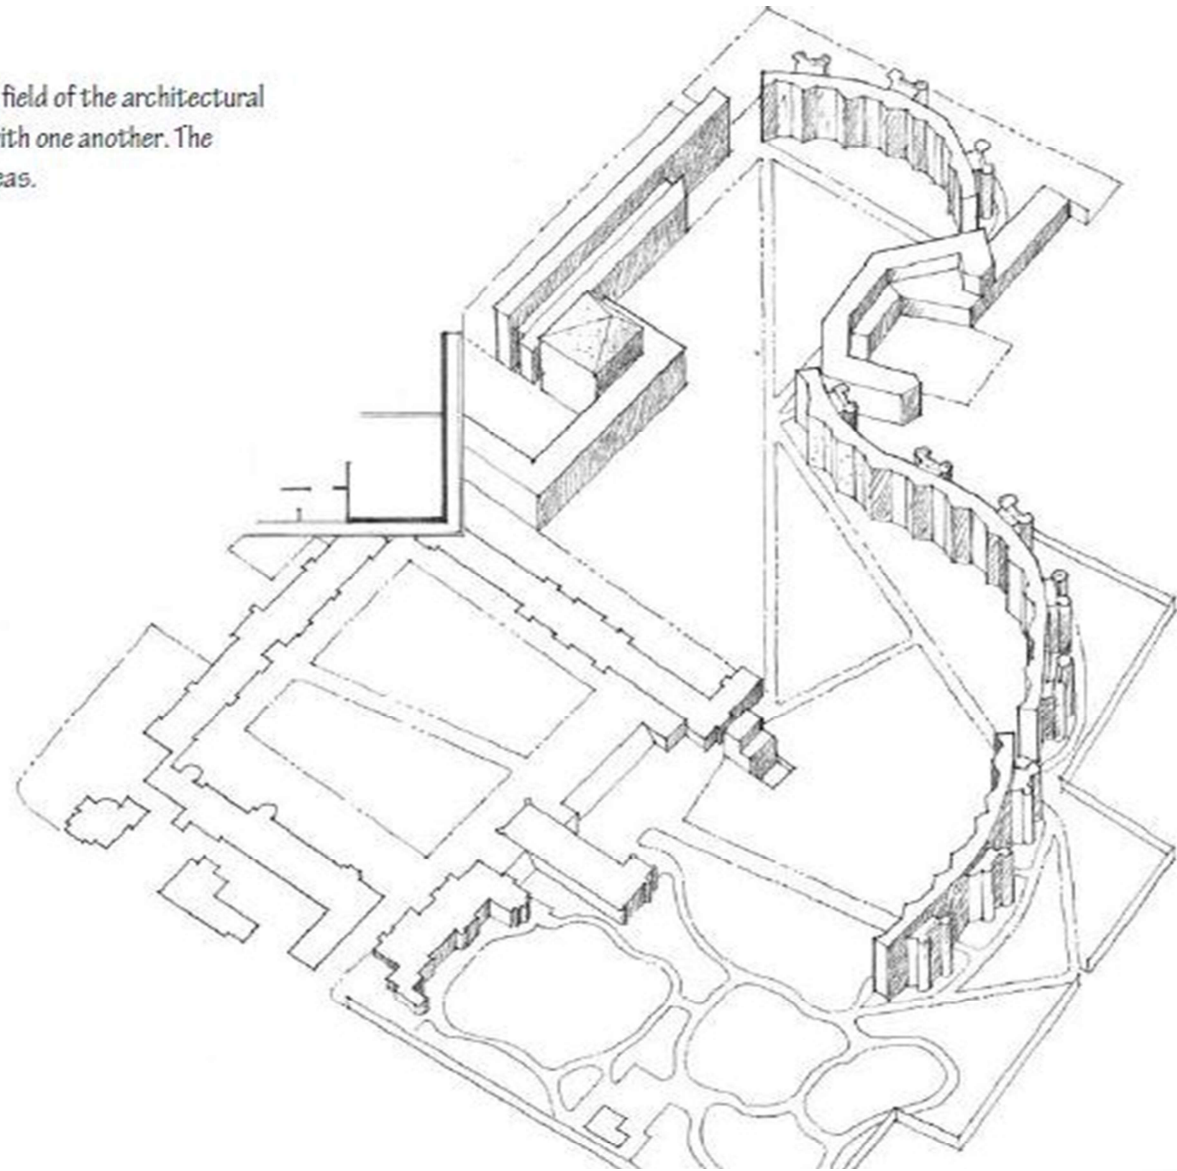 field of the architectural
ith one another. The
eas.